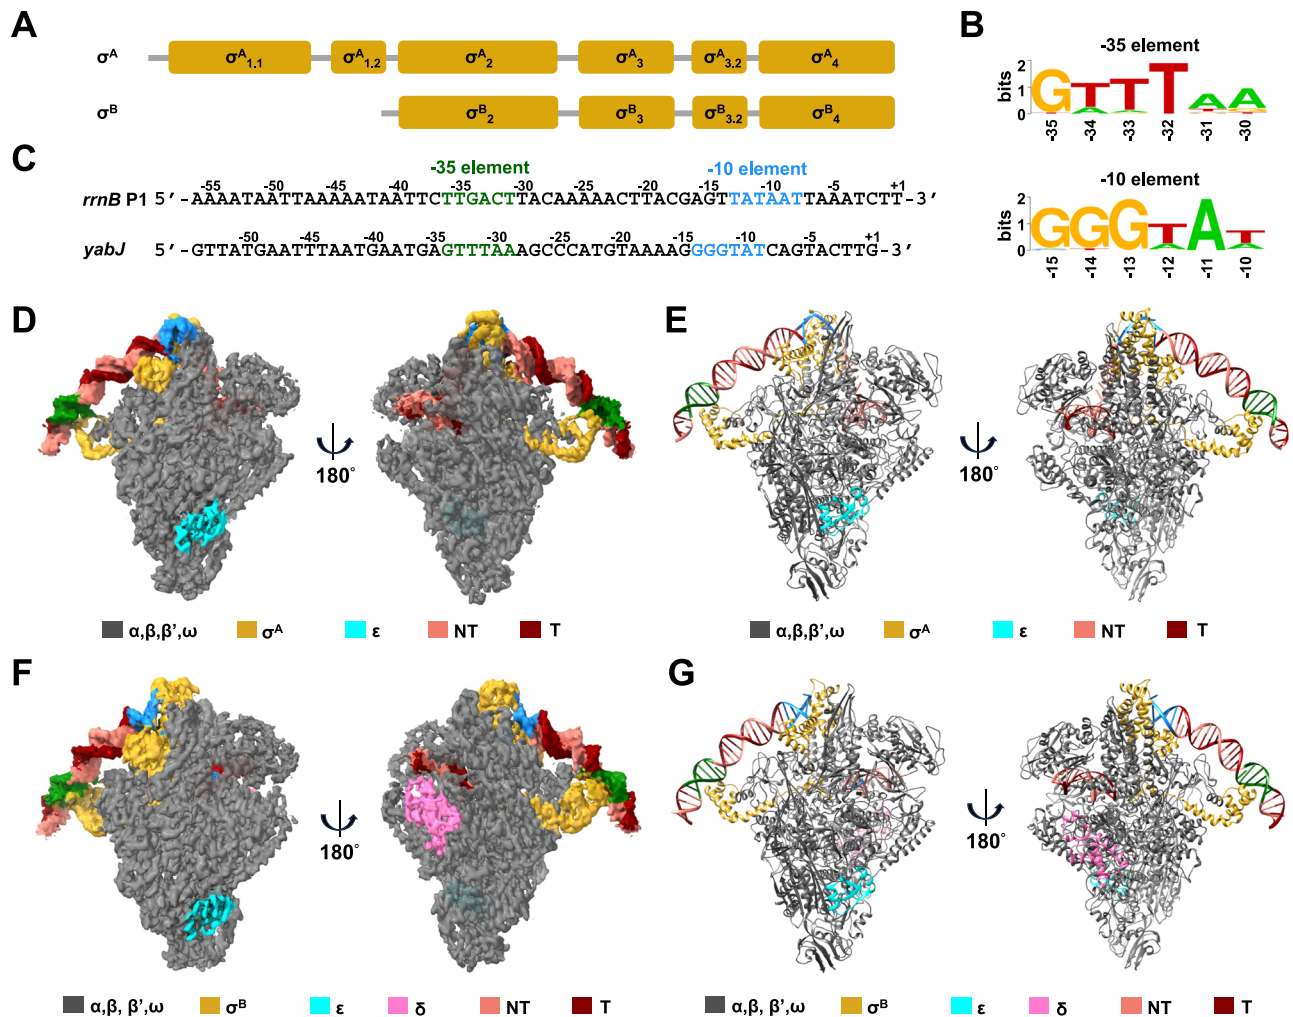 A
σA σA1.1 σA1.2 σA2 σA3 σA3.2 σA4
σB σB2 σB3 σB3.2 σB4
B
-35 element
bits
2
1
0
GTTTAA
-35 -34 -33 -32 -31 -30
-10 element
bits
2
1
0
GGGTAT
-15 -14 -13 -12 -11 -10
C
-35 element -10 element
-55 -50 -45 -40 -35 -30 -25 -20 -15 -10 -5 +1
rrnB P1 5′-AAAATAATTAAAAATAATTCTTGACTTACAAAAACTTACGAGTTATAATTAAATCTT-3′
-50 -45 -40 -35 -30 -25 -20 -15 -10 -5 +1
yabJ 5′-GTTATGAATTTAATGAATGAGTTTAAAGCCCATGTAAAAGGGGTATCAGTACTTG-3′
D
180°
α,β,β’,ω σA ε NT T
E
180°
α,β,β’,ω σA ε NT T
F
180°
α,β, β’,ω σB ε δ NT T
G
180°
α,β, β’,ω σB ε δ NT T